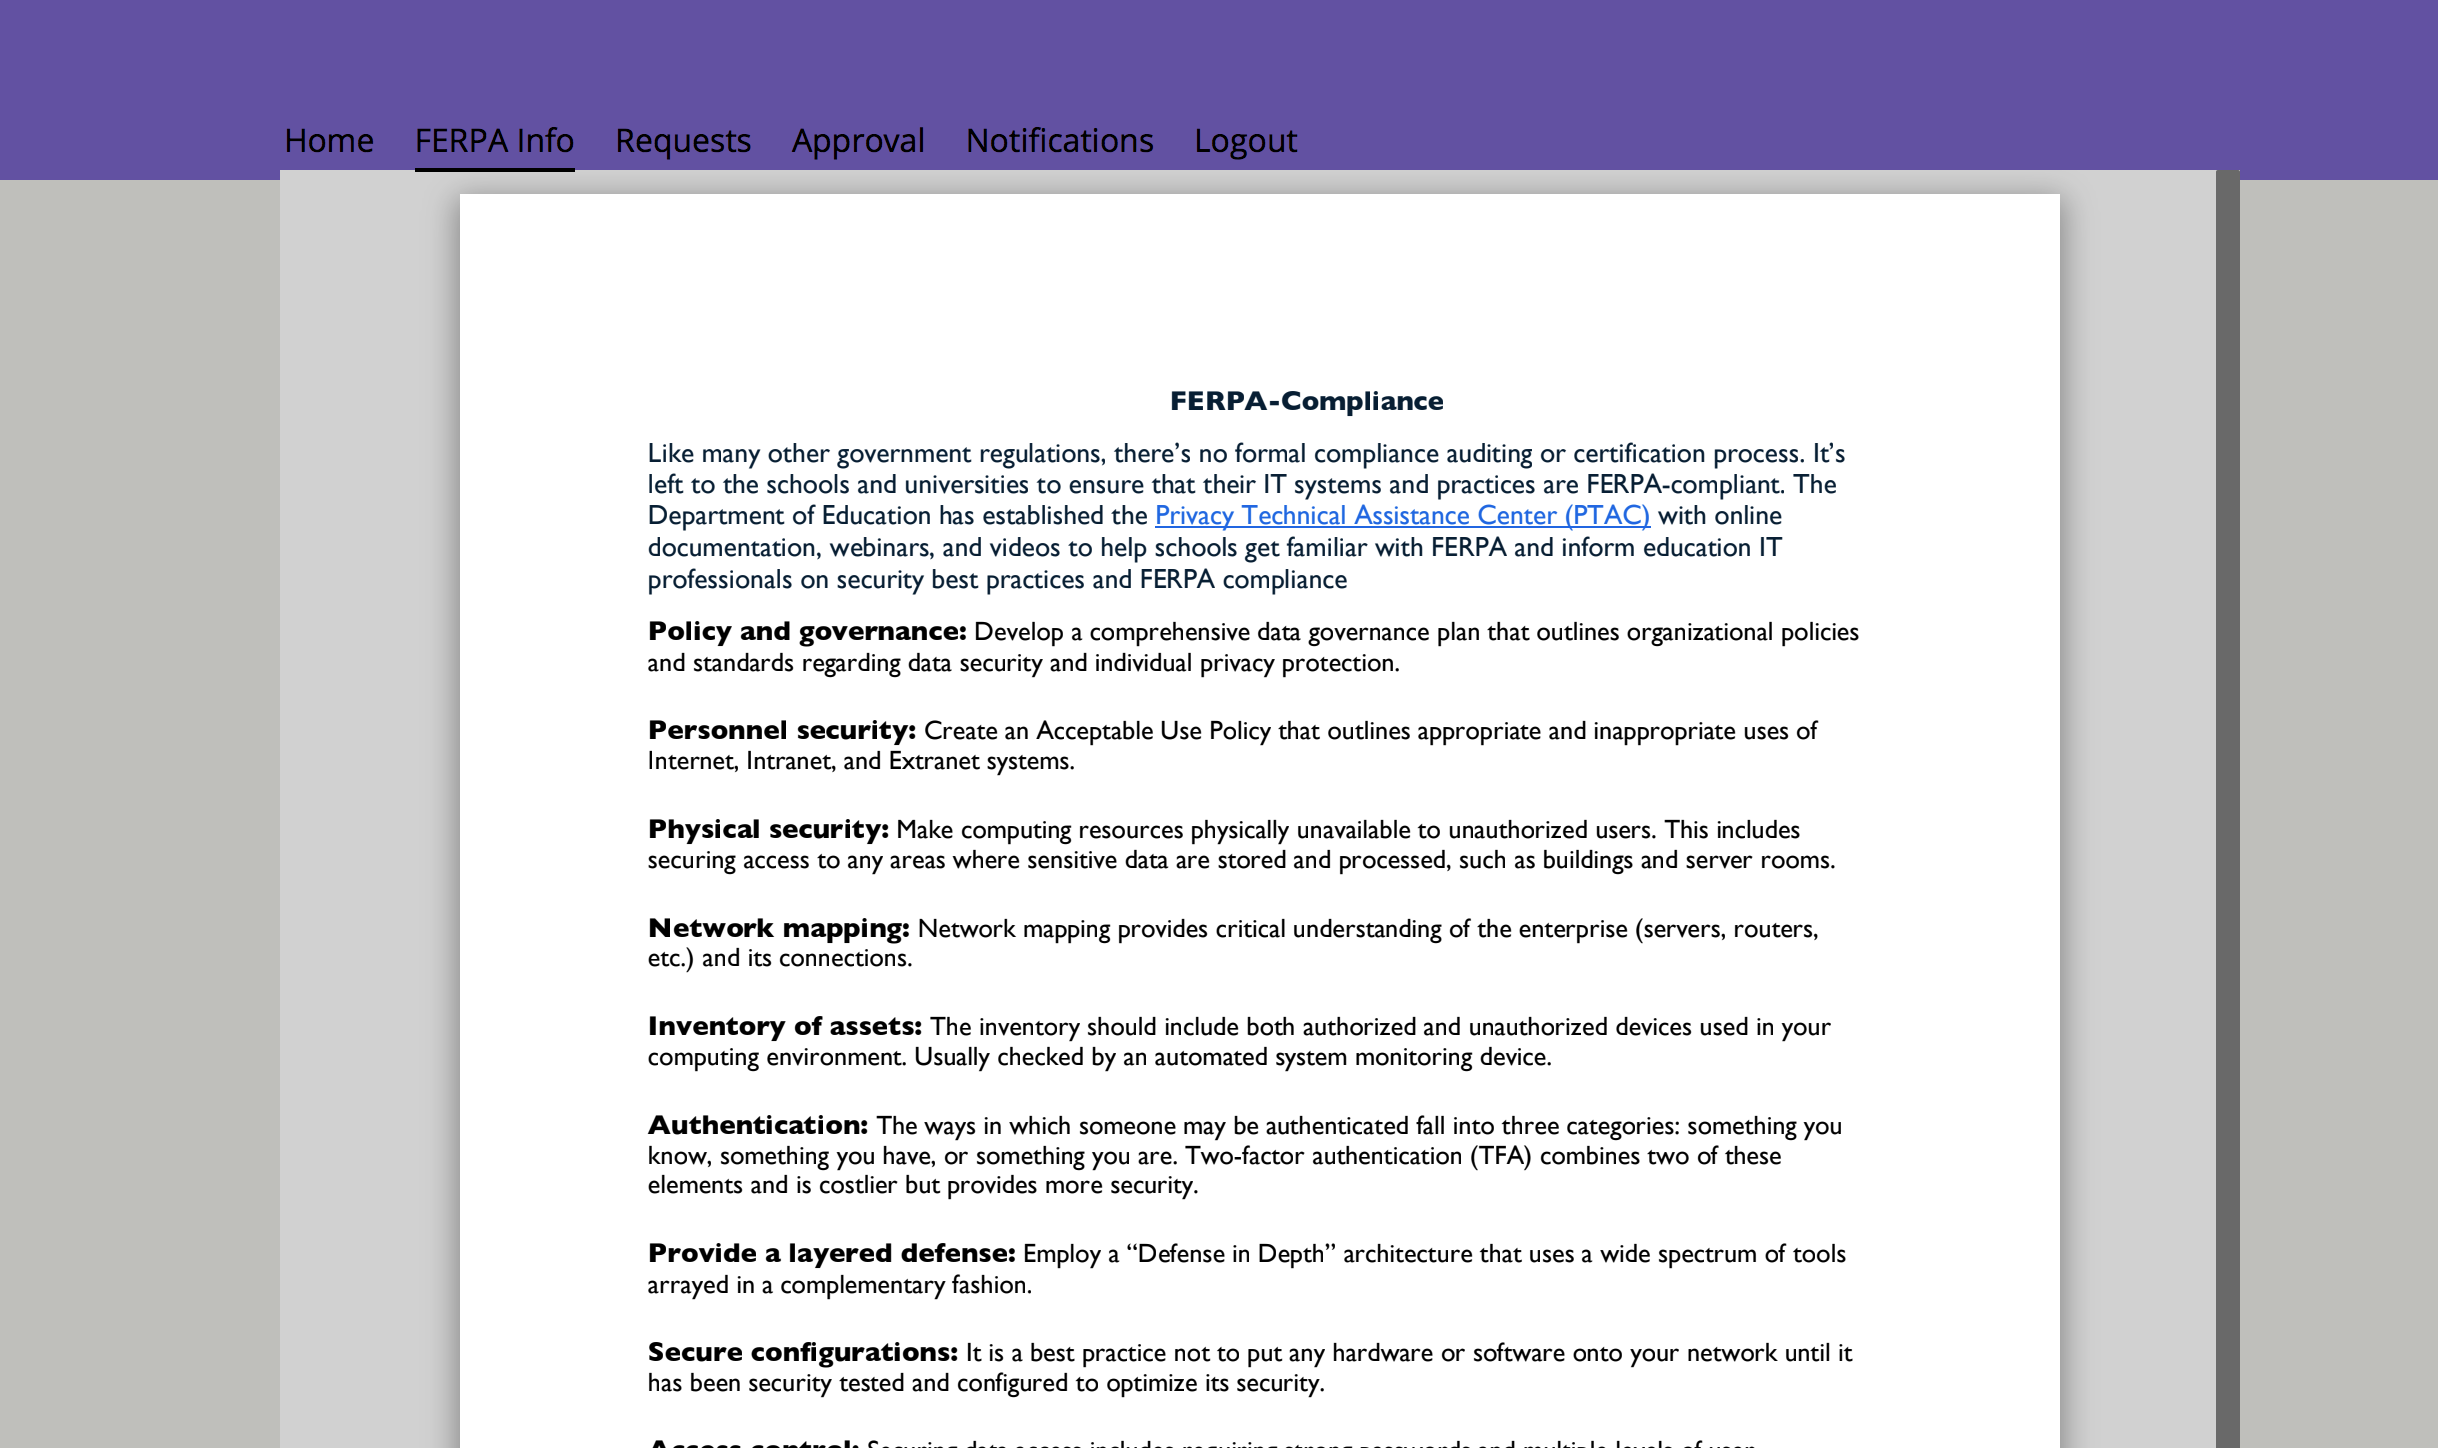 Home FERPA Info Requests Approval Notifications Logout
FERPA-Compliance
Like many other government regulations, there’s no formal compliance auditing or certification process. It’s
left to the schools and universities to ensure that their IT systems and practices are FERPA-compliant. The
Department of Education has established the Privacy Technical Assistance Center (PTAC) with online
documentation, webinars, and videos to help schools get familiar with FERPA and inform education IT
professionals on security best practices and FERPA compliance
Policy and governance: Develop a comprehensive data governance plan that outlines organizational policies
and standards regarding data security and individual privacy protection.
Personnel security: Create an Acceptable Use Policy that outlines appropriate and inappropriate uses of
Internet, Intranet, and Extranet systems.
Physical security: Make computing resources physically unavailable to unauthorized users. This includes
securing access to any areas where sensitive data are stored and processed, such as buildings and server rooms.
Network mapping: Network mapping provides critical understanding of the enterprise (servers, routers,
etc.) and its connections.
Inventory of assets: The inventory should include both authorized and unauthorized devices used in your
computing environment. Usually checked by an automated system monitoring device.
Authentication: The ways in which someone may be authenticated fall into three categories: something you
know, something you have, or something you are. Two-factor authentication (TFA) combines two of these
elements and is costlier but provides more security.
Provide a layered defense: Employ a “Defense in Depth” architecture that uses a wide spectrum of tools
arrayed in a complementary fashion.
Secure configurations: It is a best practice not to put any hardware or software onto your network until it
has been security tested and configured to optimize its security.
Access control: Securing data access includes requiring strong passwords and multiple levels of user